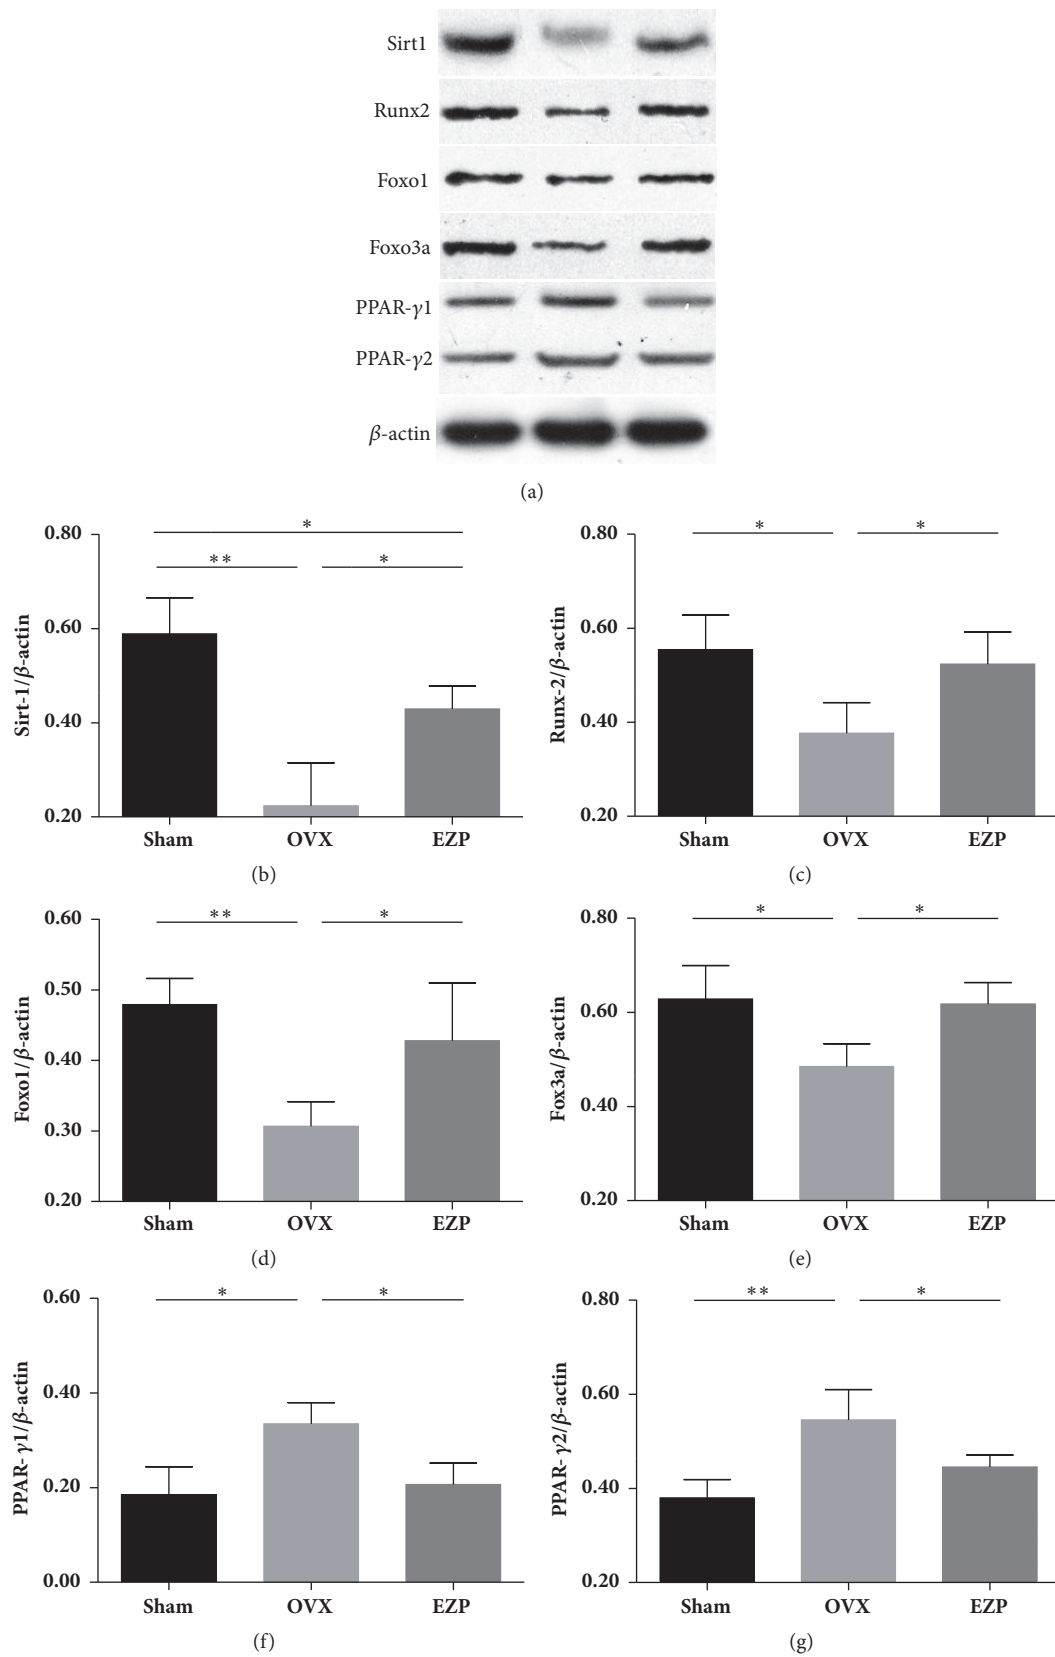 Sirt1
Runx2
Foxo1
Foxo3a
PPAR-γ1
PPAR-γ2
β-actin
(a)
0.80
0.60
0.40
0.20
Sirt-1/β-actin
*
** *
Sham OVX EZP
(b)
0.80
0.60
0.40
0.20
Runx-2/β-actin
* *
Sham OVX EZP
(c)
0.60
0.50
0.40
0.30
0.20
Foxo1/β-actin
** *
Sham OVX EZP
(d)
0.80
0.60
0.40
0.20
Fox3a/β-actin
* *
Sham OVX EZP
(e)
0.60
0.40
0.20
0.00
PPAR- γ1/β-actin
* *
Sham OVX EZP
(f)
0.80
0.60
0.40
0.20
PPAR- γ2/β-actin
** *
Sham OVX EZP
(g)